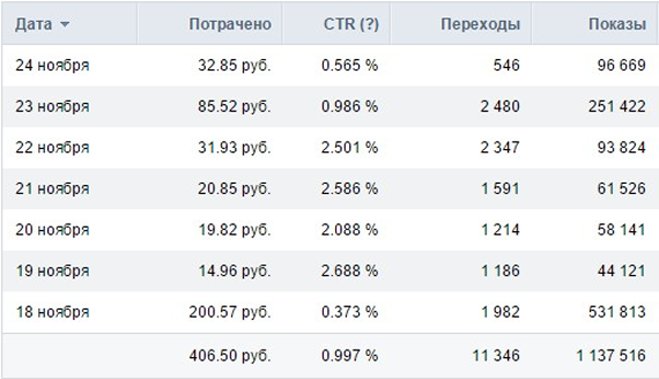 Дата Потрачено CTR (?) Переходы Показы
24 ноября 32.85 руб. 0.565 % 546 96 669
23 ноября 85.52 руб. 0.986 % 2 480 251 422
22 ноября 31.93 руб. 2.501 % 2 347 93 824
21 ноября 20.85 руб. 2.586 % 1 591 61 526
20 ноября 19.82 руб. 2.088 % 1 214 58 141
19 ноября 14.96 руб. 2.688 % 1 186 44 121
18 ноября 200.57 руб. 0.373 % 1 982 531 813
406.50 руб. 0.997 % 11 346 1 137 516